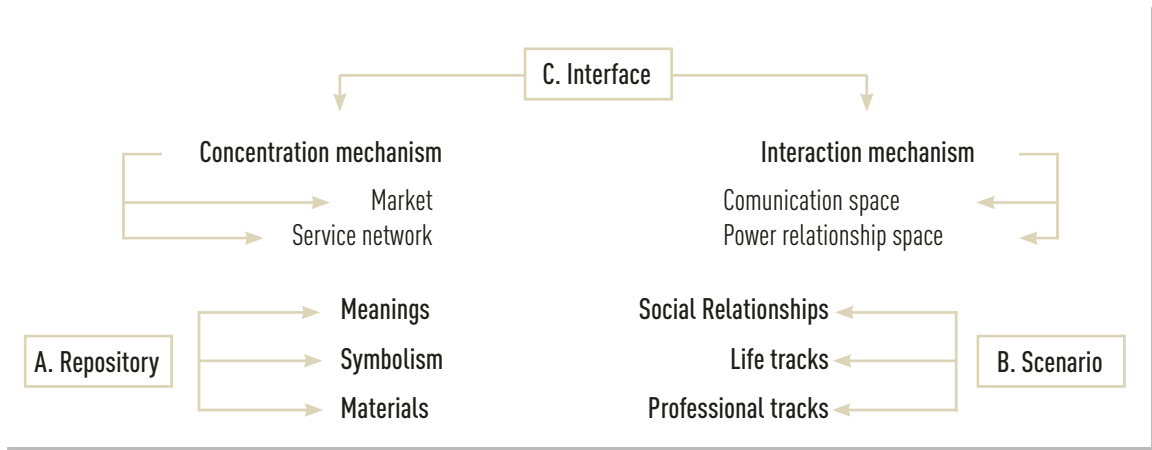 C. Interface
Concentration mechanism
Market
Service network
Interaction mechanism
Comunication space
Power relationship space
A. Repository
Meanings
Symbolism
Materials
Social Relationships
Life tracks
Professional tracks
B. Scenario